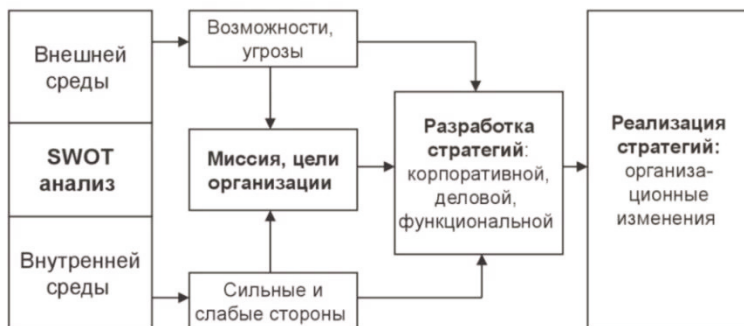 Внешней
среды
SWOT
анализ
Внутренней
среды
Возможности,
угрозы
Миссия, цели
организации
Сильные и
слабые стороны
Разработка
стратегий:
корпоративной,
деловой,
функциональной
Реализация
стратегий:
организа-
ционные
изменения